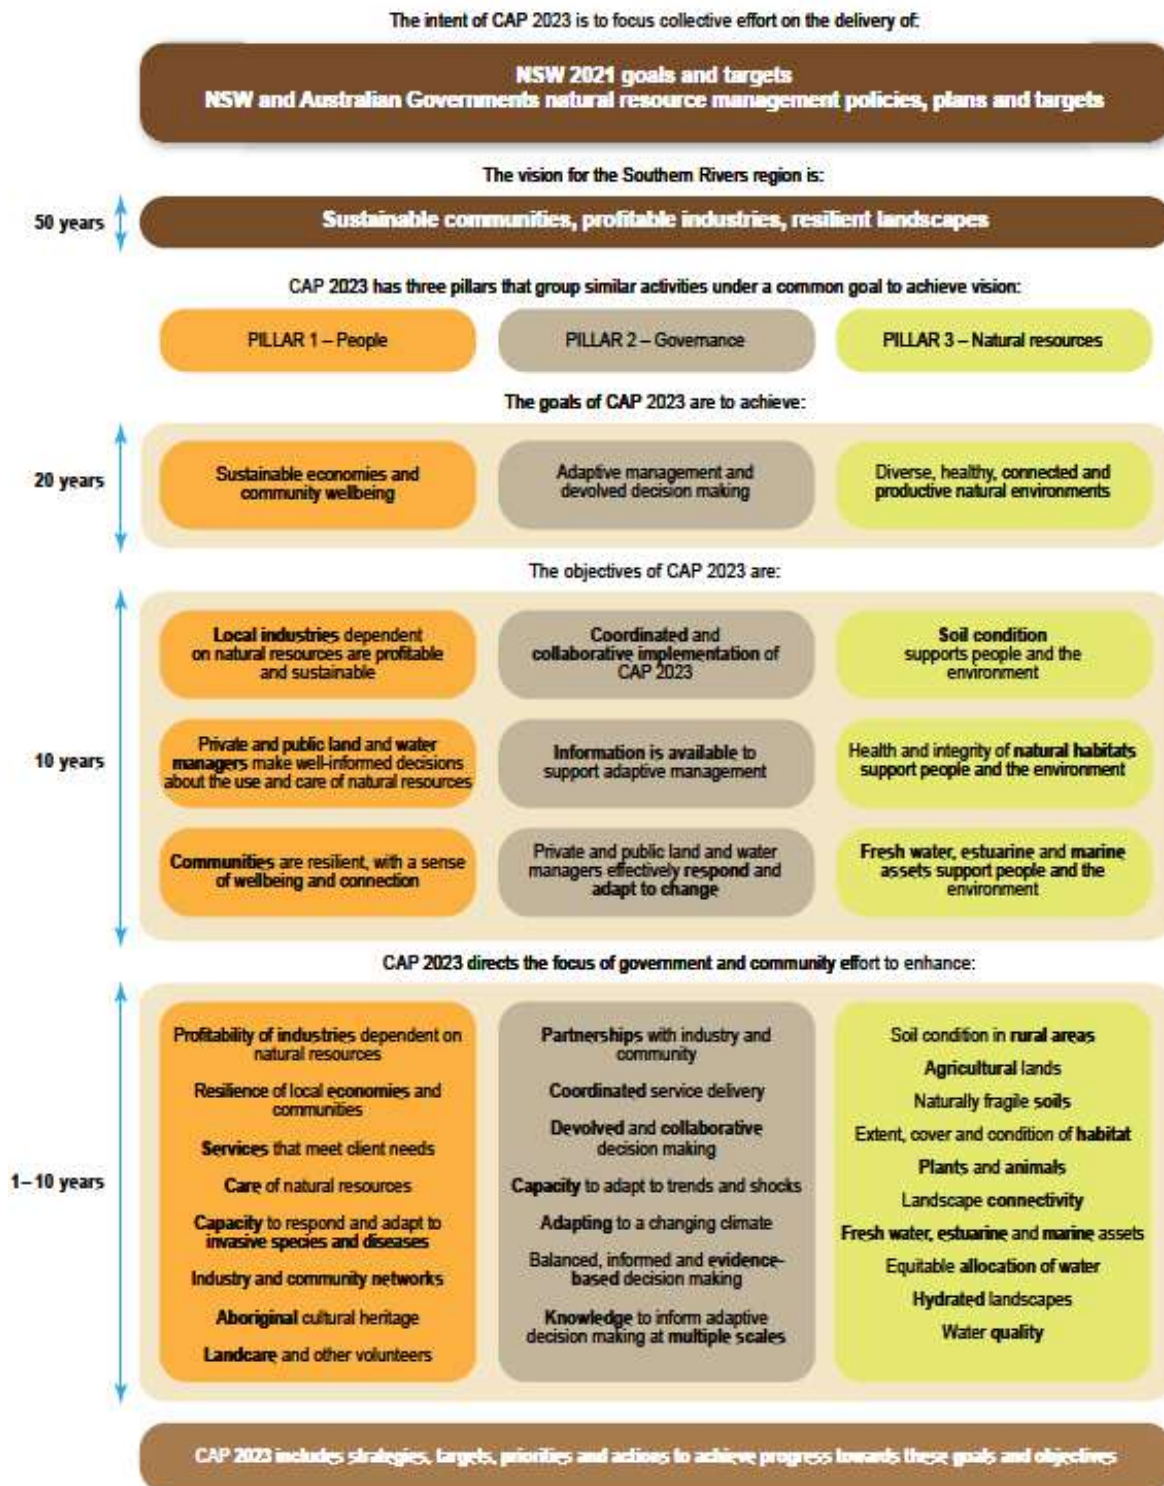 The intent of CAP 2023 is to focus collective effort on the delivery of:
NSW 2021 goals and targets
NSW and Australian Governments natural resource management policies, plans and targets
The vision for the Southern Rivers region is:
50 years
Sustainable communities, profitable industries, resilient landscapes
CAP 2023 has three pillars that group similar activities under a common goal to achieve vision:
PILLAR 1 – People
PILLAR 2 – Governance
PILLAR 3 – Natural resources
The goals of CAP 2023 are to achieve:
20 years
Sustainable economies and
community wellbeing
Adaptive management and
devolved decision making
Diverse, healthy, connected and
productive natural environments
The objectives of CAP 2023 are:
10 years
Local industries dependent
on natural resources are profitable
and sustainable
Coordinated and
collaborative implementation of
CAP 2023
Soil condition
supports people and the
environment
Private and public land and water
managers make well-informed decisions
about the use and care of natural resources
Information is available to
support adaptive management
Health and integrity of natural habitats
support people and the environment
Communities are resilient, with a sense
of wellbeing and connection
Private and public land and water
managers effectively respond and
adapt to change
Fresh water, estuarine and marine
assets support people and the
environment
CAP 2023 directs the focus of government and community effort to enhance:
1–10 years
Profitability of industries dependent on
natural resources
Resilience of local economies and
communities
Services that meet client needs
Care of natural resources
Capacity to respond and adapt to
invasive species and diseases
Industry and community networks
Aboriginal cultural heritage
Landcare and other volunteers
Partnerships with industry and
community
Coordinated service delivery
Devolved and collaborative
decision making
Capacity to adapt to trends and shocks
Adapting to a changing climate
Balanced, informed and evidence-
based decision making
Knowledge to inform adaptive
decision making at multiple scales
Soil condition in rural areas
Agricultural lands
Naturally fragile soils
Extent, cover and condition of habitat
Plants and animals
Landscape connectivity
Fresh water, estuarine and marine assets
Equitable allocation of water
Hydrated landscapes
Water quality
CAP 2023 includes strategies, targets, priorities and actions to achieve progress towards these goals and objectives